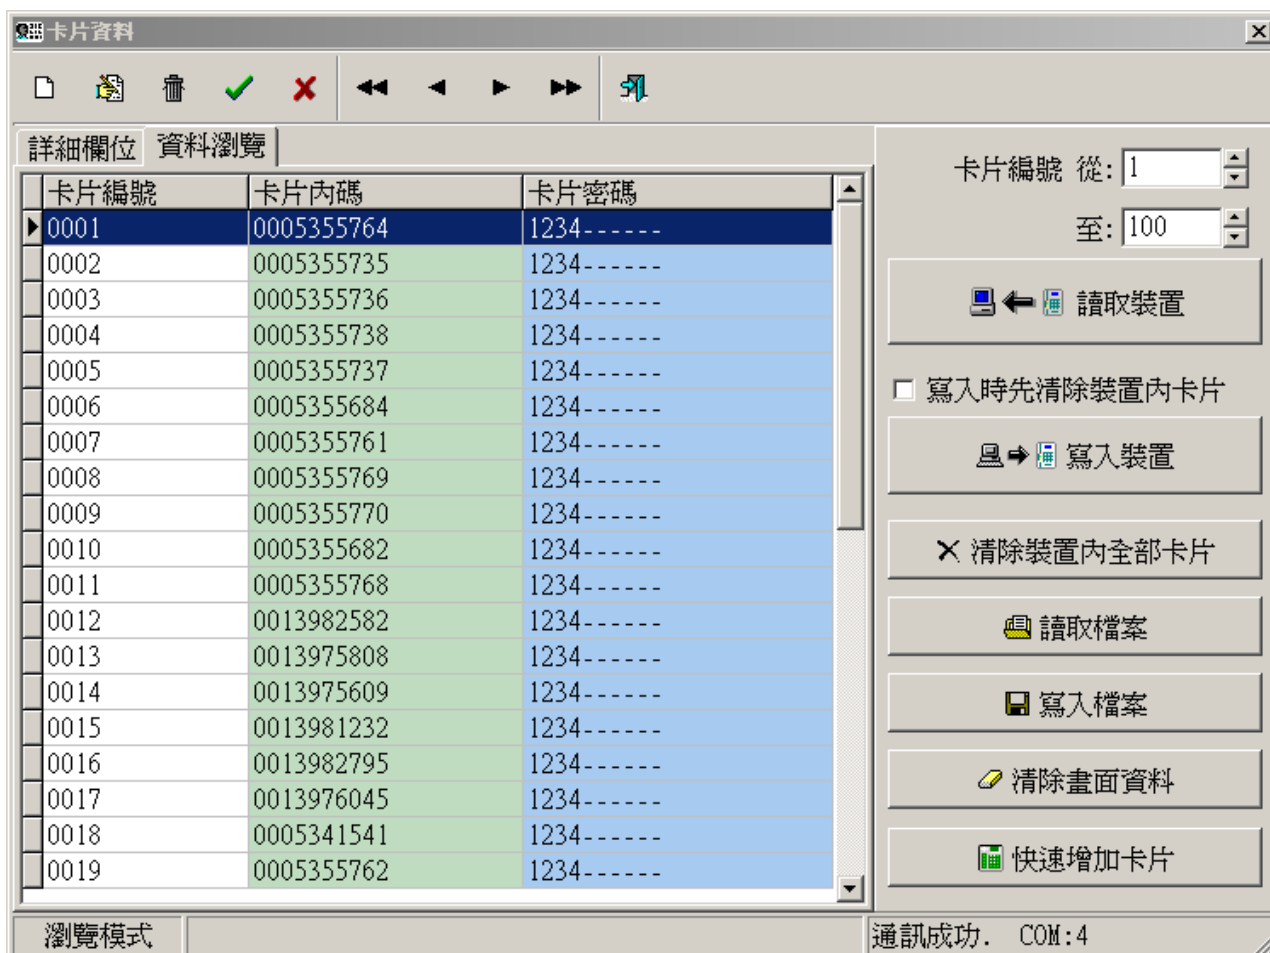 卡片資料
詳細欄位 資料瀏覽
卡片編號 卡片內碼 卡片密碼
0001 0005355764 1234------
0002 0005355735 1234------
0003 0005355736 1234------
0004 0005355738 1234------
0005 0005355737 1234------
0006 0005355684 1234------
0007 0005355761 1234------
0008 0005355769 1234------
0009 0005355770 1234------
0010 0005355682 1234------
0011 0005355768 1234------
0012 0013982582 1234------
0013 0013975808 1234------
0014 0013975609 1234------
0015 0013981232 1234------
0016 0013982795 1234------
0017 0013976045 1234------
0018 0005341541 1234------
0019 0005355762 1234------
卡片編號 從: 1
至: 100
讀取裝置
寫入時先清除裝置內卡片
寫入裝置
清除裝置內全部卡片
讀取檔案
寫入檔案
清除畫面資料
快速增加卡片
瀏覽模式
通訊成功. COM:4